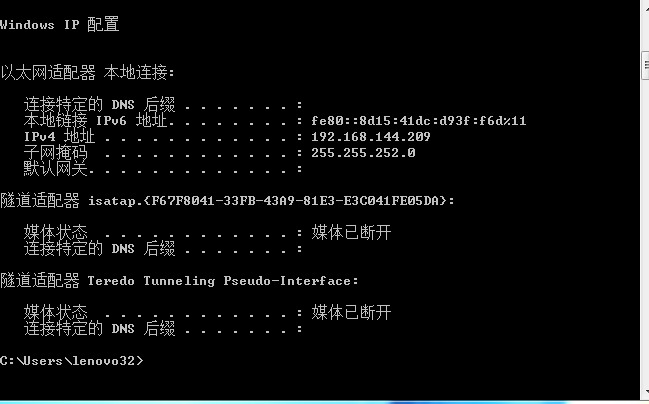 Windows IP 配置
以太网适配器 本地连接:
连接特定的 DNS 后缀 . . . . . . . :
本地链接 IPv6 地址. . . . . . . . : fe80::8d15:41dc:d93f:f6d%11
IPv4 地址 . . . . . . . . . . . . : 192.168.144.209
子网掩码  . . . . . . . . . . . . : 255.255.252.0
默认网关. . . . . . . . . . . . . :
隧道适配器 isatap.{F67F8041-33FB-43A9-81E3-E3C041FE05DA}:
媒体状态  . . . . . . . . . . . . : 媒体已断开
连接特定的 DNS 后缀 . . . . . . . :
隧道适配器 Teredo Tunneling Pseudo-Interface:
媒体状态  . . . . . . . . . . . . : 媒体已断开
连接特定的 DNS 后缀 . . . . . . . :
C:\Users\lenovo32>